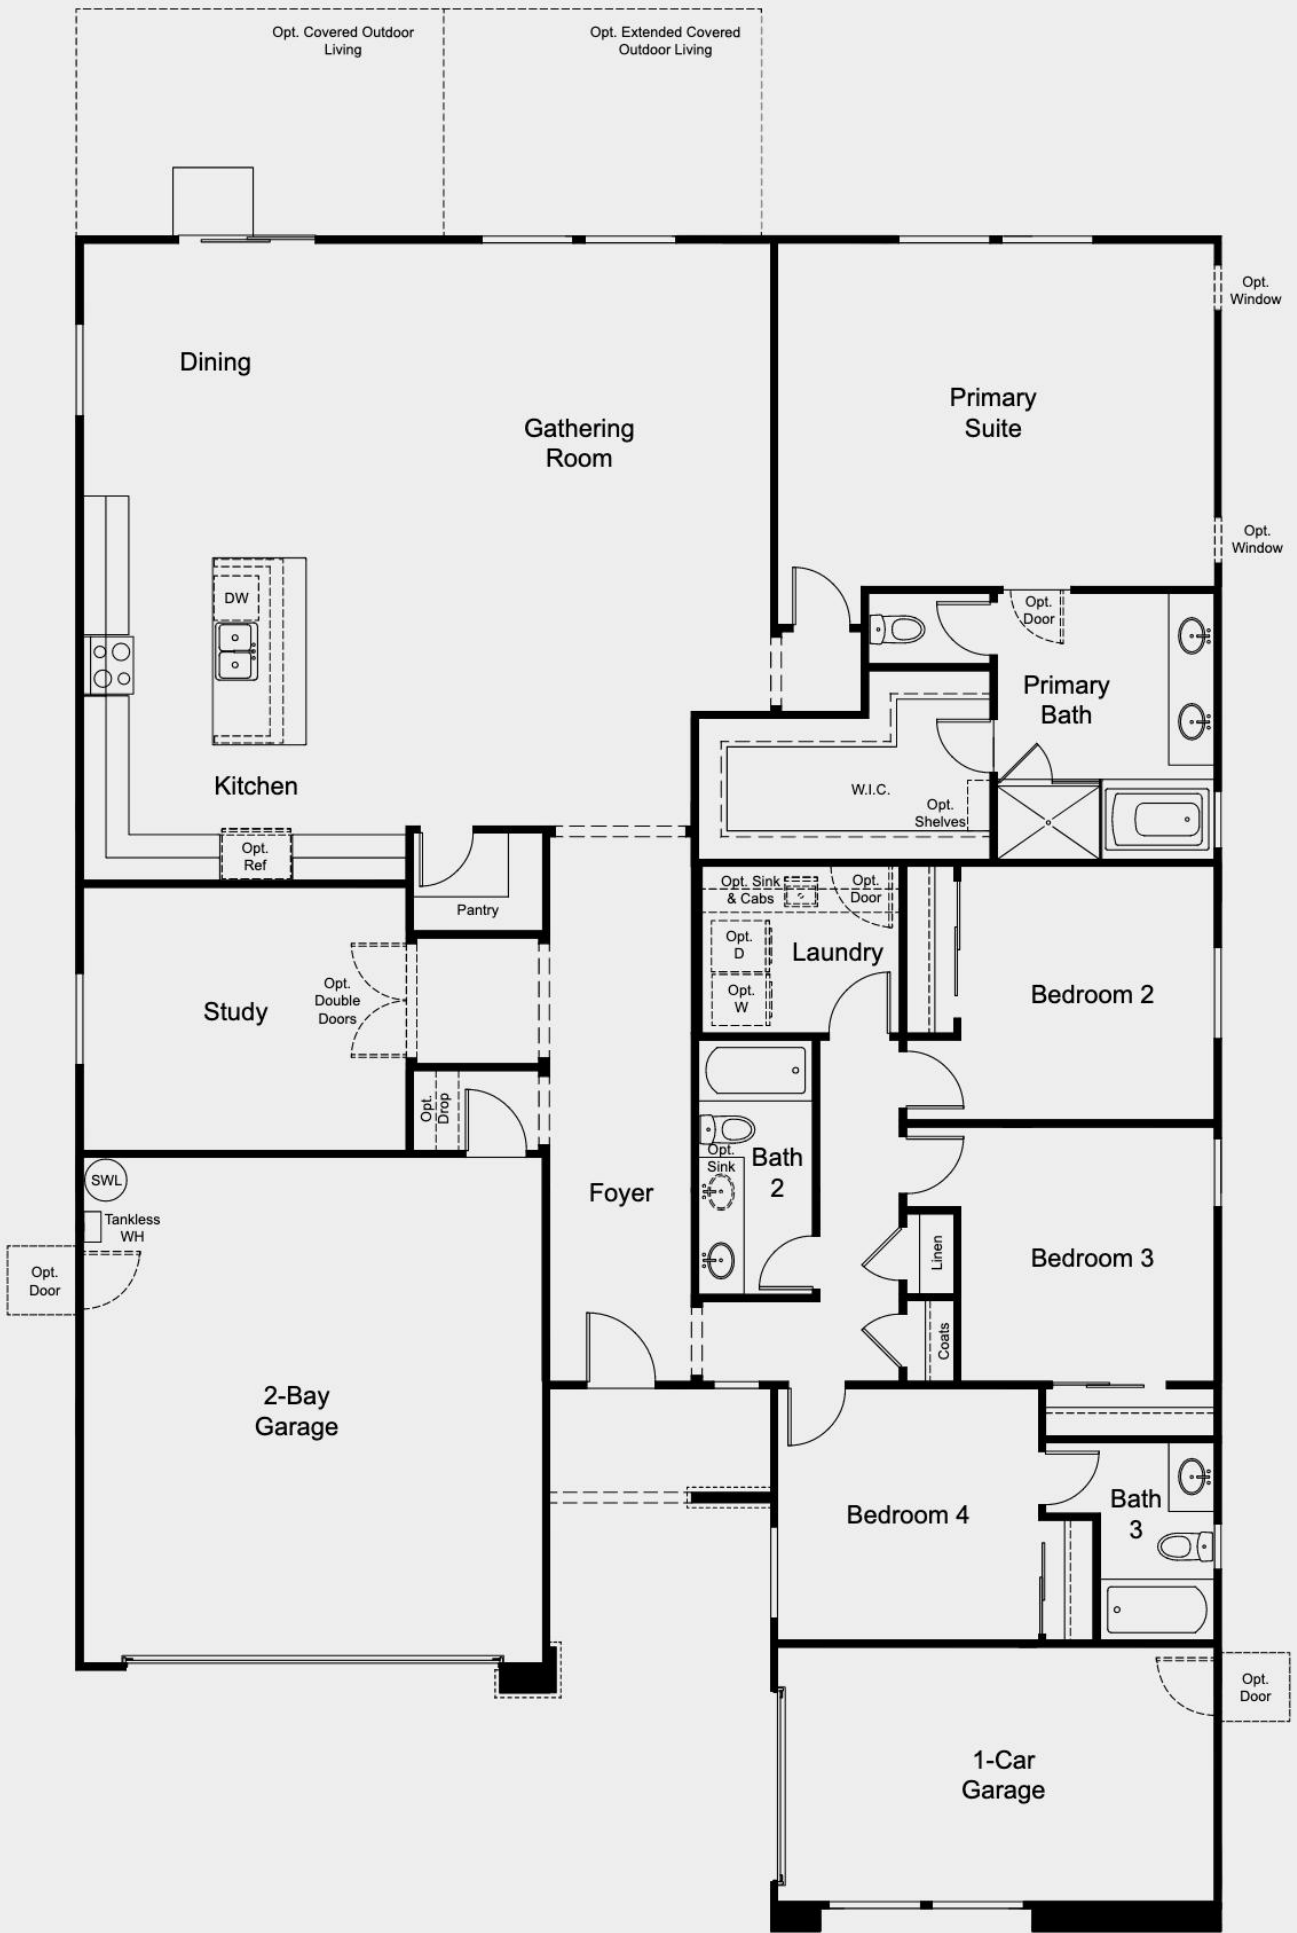 Opt. Covered Outdoor
Living
Opt. Extended Covered
Outdoor Living
Opt.
Window
Dining
Primary
Suite
Gathering
Room
Opt.
Window
DW
Opt.
Door
Primary
Bath
Kitchen
W.I.C.
Opt.
Shelves
Opt.
Ref
Pantry
Opt. Sink
& Cabs
Opt.
Door
Opt.
D
Laundry
Opt.
W
Bedroom 2
Study
Opt.
Double
Doors
Opt.
Drop
Opt.
Sink
Bath
2
Foyer
SWL
Tankless
WH
Opt.
Door
Linen
Bedroom 3
Coats
2-Bay
Garage
Bedroom 4
Bath
3
Opt.
Door
1-Car
Garage